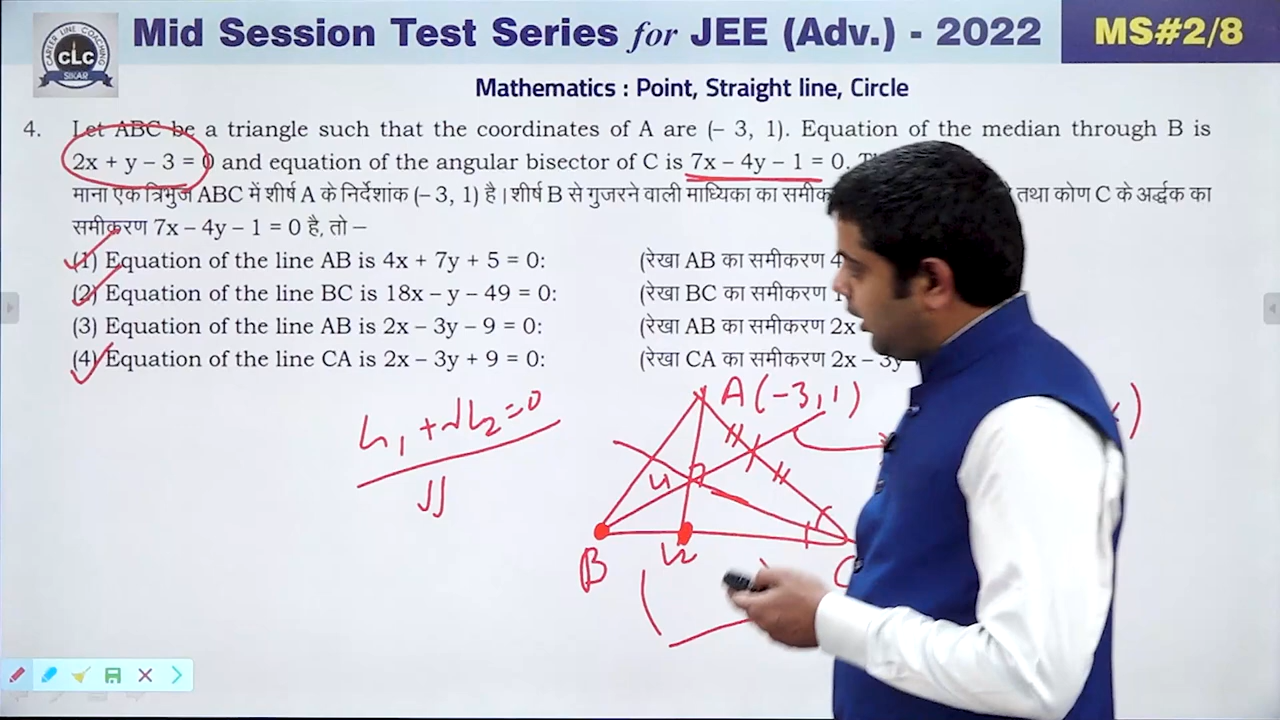 CAREER LINE COACHING
CLC
SIKAR
Mid Session Test Series for JEE (Adv.) - 2022
MS#2/8
Mathematics : Point, Straight line, Circle
4. Let ABC be a triangle such that the coordinates of A are (– 3, 1). Equation of the median through B is
2x + y – 3 = 0 and equation of the angular bisector of C is 7x – 4y – 1 = 0.
माना एक त्रिभुज ABC में शीर्ष A के निर्देशांक (– 3, 1) है। शीर्ष B से गुजरने वाली माध्यिका का तथा कोण C के अर्द्धक का
समीकरण 7x – 4y – 1 = 0 है, तो –
(1) Equation of the line AB is 4x + 7y + 5 = 0: (रेखा AB का समीकरण
(2) Equation of the line BC is 18x – y – 49 = 0: (रेखा BC का समीकरण
(3) Equation of the line AB is 2x – 3y – 9 = 0: (रेखा AB का समीकरण 2x
(4) Equation of the line CA is 2x – 3y + 9 = 0: (रेखा CA का समीकरण 2x – 3y
A (-3, 1)
B
C